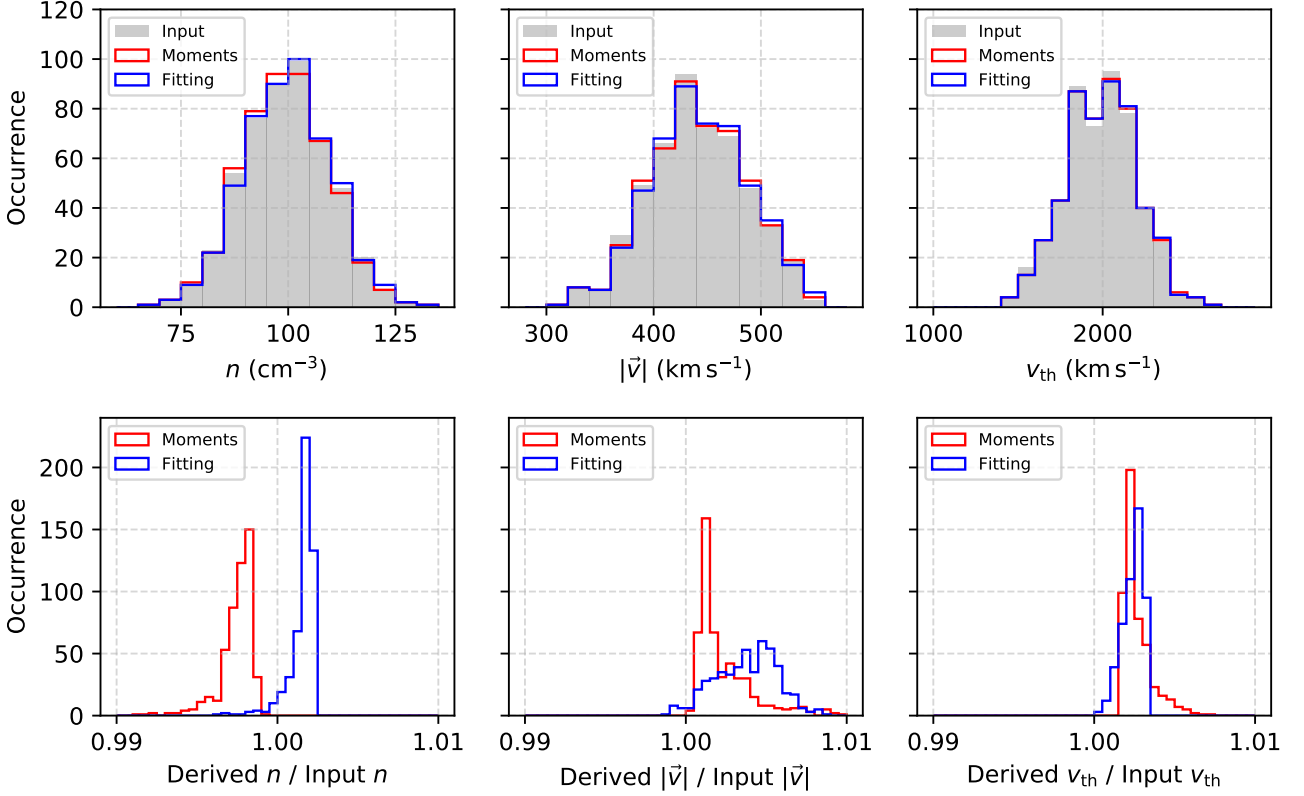 120
100
80
60
40
20
0
Occurrence
Input
Moments
Fitting
75
100
125
n (cm⁻³)
Input
Moments
Fitting
300
400
500
|v⃗| (km s⁻¹)
Input
Moments
Fitting
1000
2000
v_th (km s⁻¹)
200
150
100
50
0
Occurrence
Moments
Fitting
0.99
1.00
1.01
Derived n / Input n
Moments
Fitting
0.99
1.00
1.01
Derived |v⃗| / Input |v⃗|
Moments
Fitting
0.99
1.00
1.01
Derived v_th / Input v_th